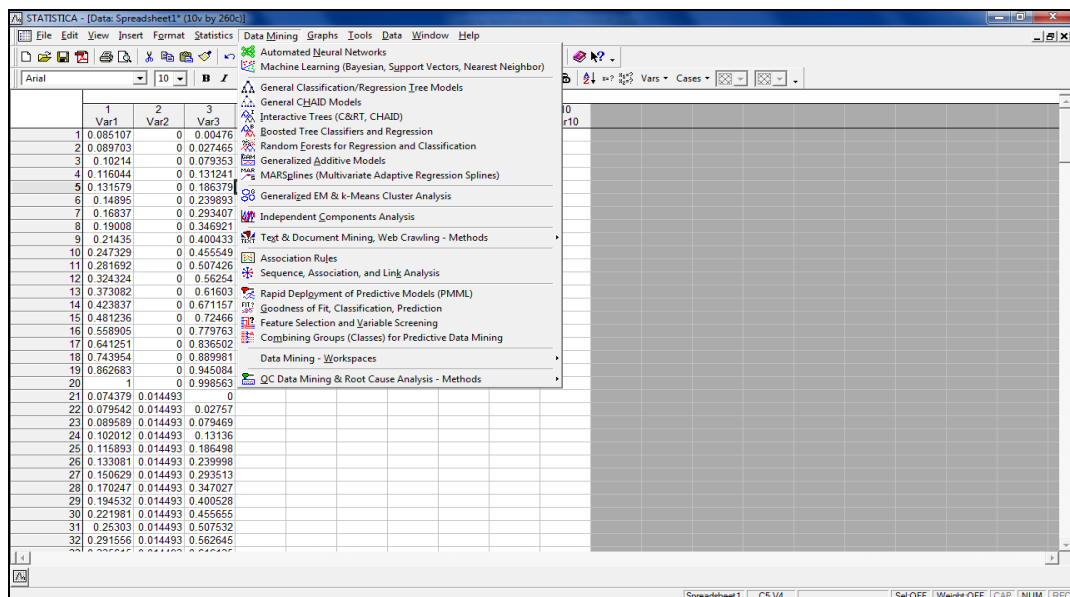 STATISTICA - [Data: Spreadsheet1* (10v by 260c)]
File Edit View Insert Format Statistics Data Mining Graphs Tools Data Window Help
Arial 10 B I Vars Cases
Automated Neural Networks
Machine Learning (Bayesian, Support Vectors, Nearest Neighbor)
General Classification/Regression Tree Models
General CHAID Models
Interactive Trees (C&RT, CHAID)
Boosted Tree Classifiers and Regression
Random Forests for Regression and Classification
Generalized Additive Models
MARSplines (Multivariate Adaptive Regression Splines)
Generalized EM & k-Means Cluster Analysis
Independent Components Analysis
Text & Document Mining, Web Crawling - Methods
Association Rules
Sequence, Association, and Link Analysis
Rapid Deployment of Predictive Models (PMML)
Goodness of Fit, Classification, Prediction
Feature Selection and Variable Screening
Combining Groups (Classes) for Predictive Data Mining
Data Mining - Workspaces
QC Data Mining & Root Cause Analysis - Methods
1 2 3 10
Var1 Var2 Var3 r10
1 0.085107 0 0.00476
2 0.089703 0 0.027465
3 0.10214 0 0.079353
4 0.116044 0 0.131241
5 0.131579 0 0.186379
6 0.14895 0 0.239893
7 0.16837 0 0.293407
8 0.19008 0 0.346921
9 0.21435 0 0.400433
10 0.247329 0 0.455549
11 0.281692 0 0.507426
12 0.324324 0 0.56254
13 0.373082 0 0.61603
14 0.423837 0 0.671157
15 0.481236 0 0.72466
16 0.558905 0 0.779763
17 0.641251 0 0.836502
18 0.743954 0 0.889981
19 0.862683 0 0.945084
20 1 0 0.998563
21 0.074379 0.014493 0
22 0.079542 0.014493 0.02757
23 0.089589 0.014493 0.079469
24 0.102012 0.014493 0.13136
25 0.115893 0.014493 0.186498
26 0.133081 0.014493 0.239998
27 0.150629 0.014493 0.293513
28 0.170247 0.014493 0.347027
29 0.194532 0.014493 0.400528
30 0.221981 0.014493 0.455655
31 0.25303 0.014493 0.507532
32 0.291556 0.014493 0.562645
Spreadsheet1 C5,V4 Sel:OFF Weight:OFF CAP NUM REC